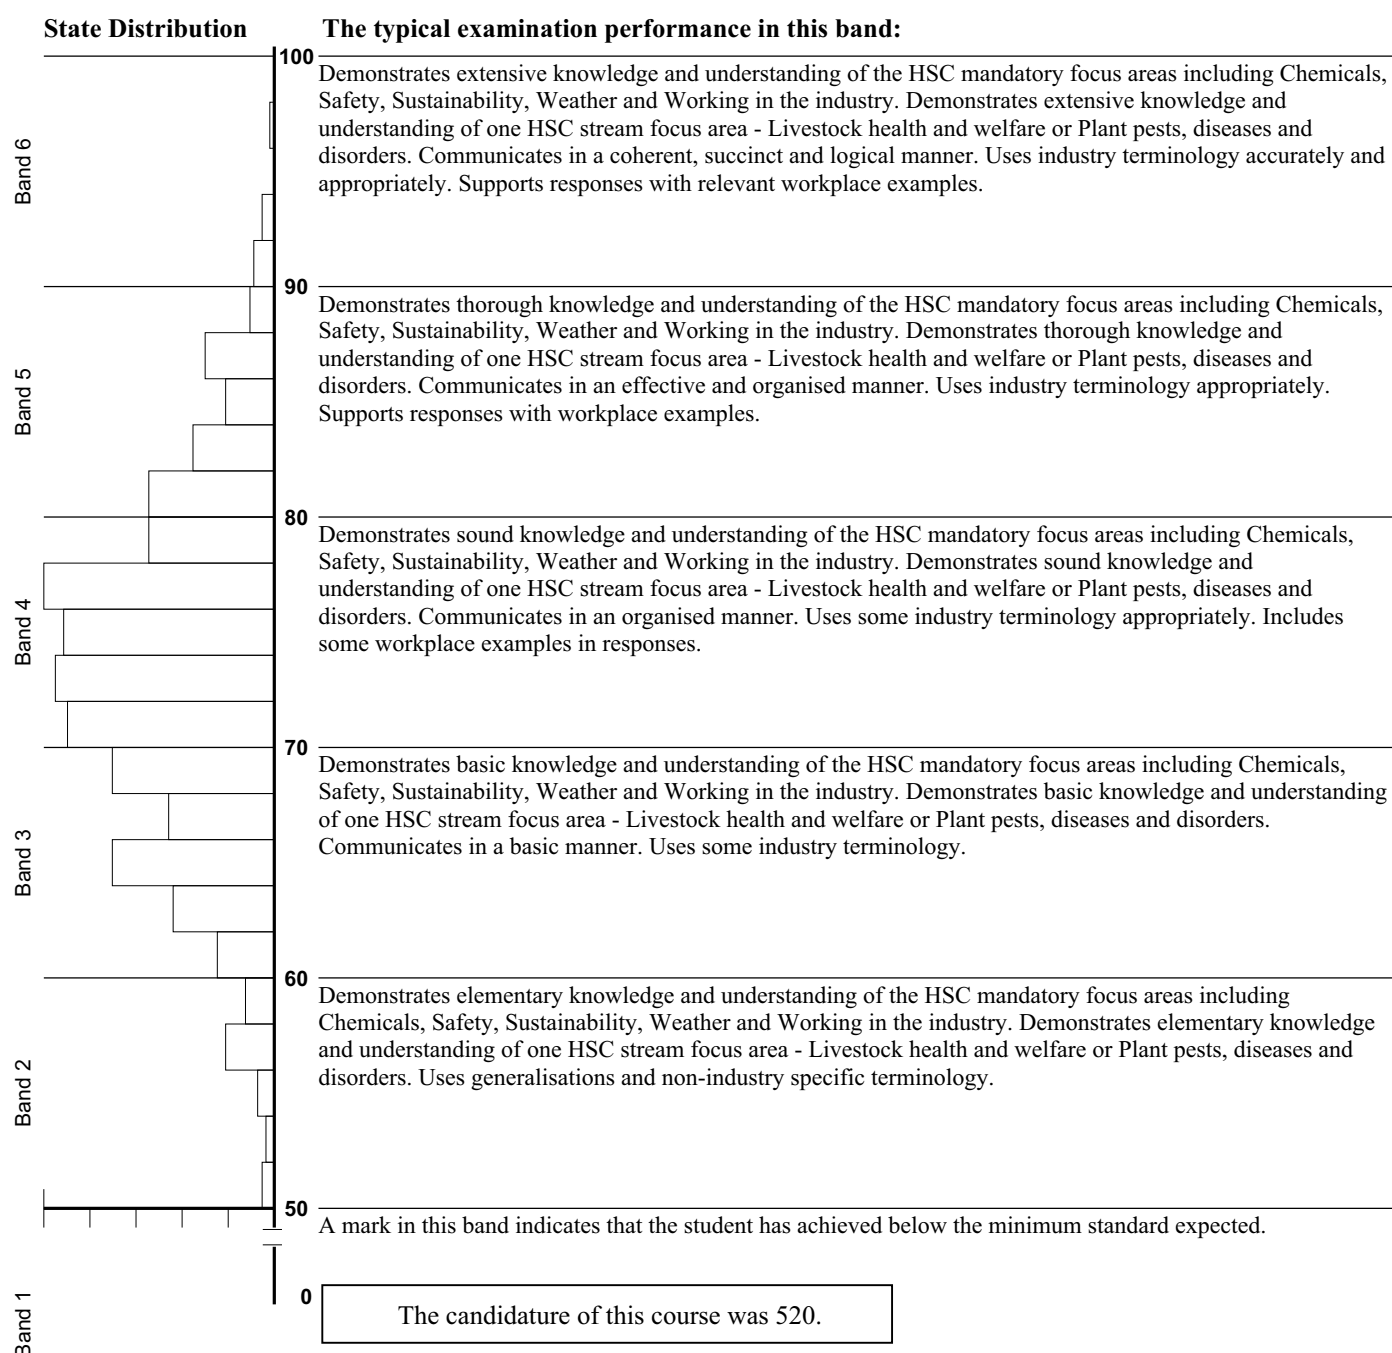 State Distribution
The typical examination performance in this band:
100
Demonstrates extensive knowledge and understanding of the HSC mandatory focus areas including Chemicals,
Safety, Sustainability, Weather and Working in the industry. Demonstrates extensive knowledge and
understanding of one HSC stream focus area - Livestock health and welfare or Plant pests, diseases and
disorders. Communicates in a coherent, succinct and logical manner. Uses industry terminology accurately and
appropriately. Supports responses with relevant workplace examples.
Band 6
90
Demonstrates thorough knowledge and understanding of the HSC mandatory focus areas including Chemicals,
Safety, Sustainability, Weather and Working in the industry. Demonstrates thorough knowledge and
understanding of one HSC stream focus area - Livestock health and welfare or Plant pests, diseases and
disorders. Communicates in an effective and organised manner. Uses industry terminology appropriately.
Supports responses with workplace examples.
Band 5
80
Demonstrates sound knowledge and understanding of the HSC mandatory focus areas including Chemicals,
Safety, Sustainability, Weather and Working in the industry. Demonstrates sound knowledge and
understanding of one HSC stream focus area - Livestock health and welfare or Plant pests, diseases and
disorders. Communicates in an organised manner. Uses some industry terminology appropriately. Includes
some workplace examples in responses.
Band 4
70
Demonstrates basic knowledge and understanding of the HSC mandatory focus areas including Chemicals,
Safety, Sustainability, Weather and Working in the industry. Demonstrates basic knowledge and understanding
of one HSC stream focus area - Livestock health and welfare or Plant pests, diseases and disorders.
Communicates in a basic manner. Uses some industry terminology.
Band 3
60
Demonstrates elementary knowledge and understanding of the HSC mandatory focus areas including
Chemicals, Safety, Sustainability, Weather and Working in the industry. Demonstrates elementary knowledge
and understanding of one HSC stream focus area - Livestock health and welfare or Plant pests, diseases and
disorders. Uses generalisations and non-industry specific terminology.
Band 2
50
A mark in this band indicates that the student has achieved below the minimum standard expected.
0
Band 1
The candidature of this course was 520.